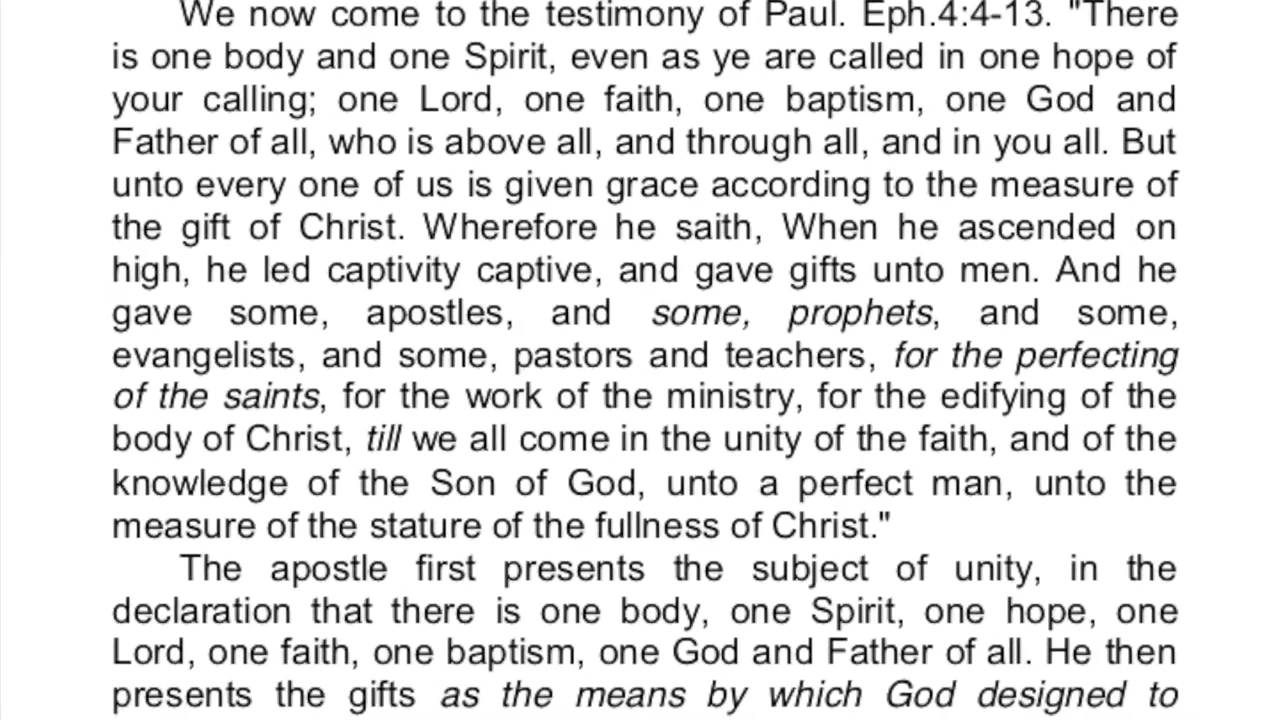 We now come to the testimony of Paul. Eph.4:4-13. "There
is one body and one Spirit, even as ye are called in one hope of
your calling; one Lord, one faith, one baptism, one God and
Father of all, who is above all, and through all, and in you all. But
unto every one of us is given grace according to the measure of
the gift of Christ. Wherefore he saith, When he ascended on
high, he led captivity captive, and gave gifts unto men. And he
gave some, apostles, and some, prophets, and some,
evangelists, and some, pastors and teachers, for the perfecting
of the saints, for the work of the ministry, for the edifying of the
body of Christ, till we all come in the unity of the faith, and of the
knowledge of the Son of God, unto a perfect man, unto the
measure of the stature of the fullness of Christ."
The apostle first presents the subject of unity, in the
declaration that there is one body, one Spirit, one hope, one
Lord, one faith, one baptism, one God and Father of all. He then
presents the gifts as the means by which God designed to